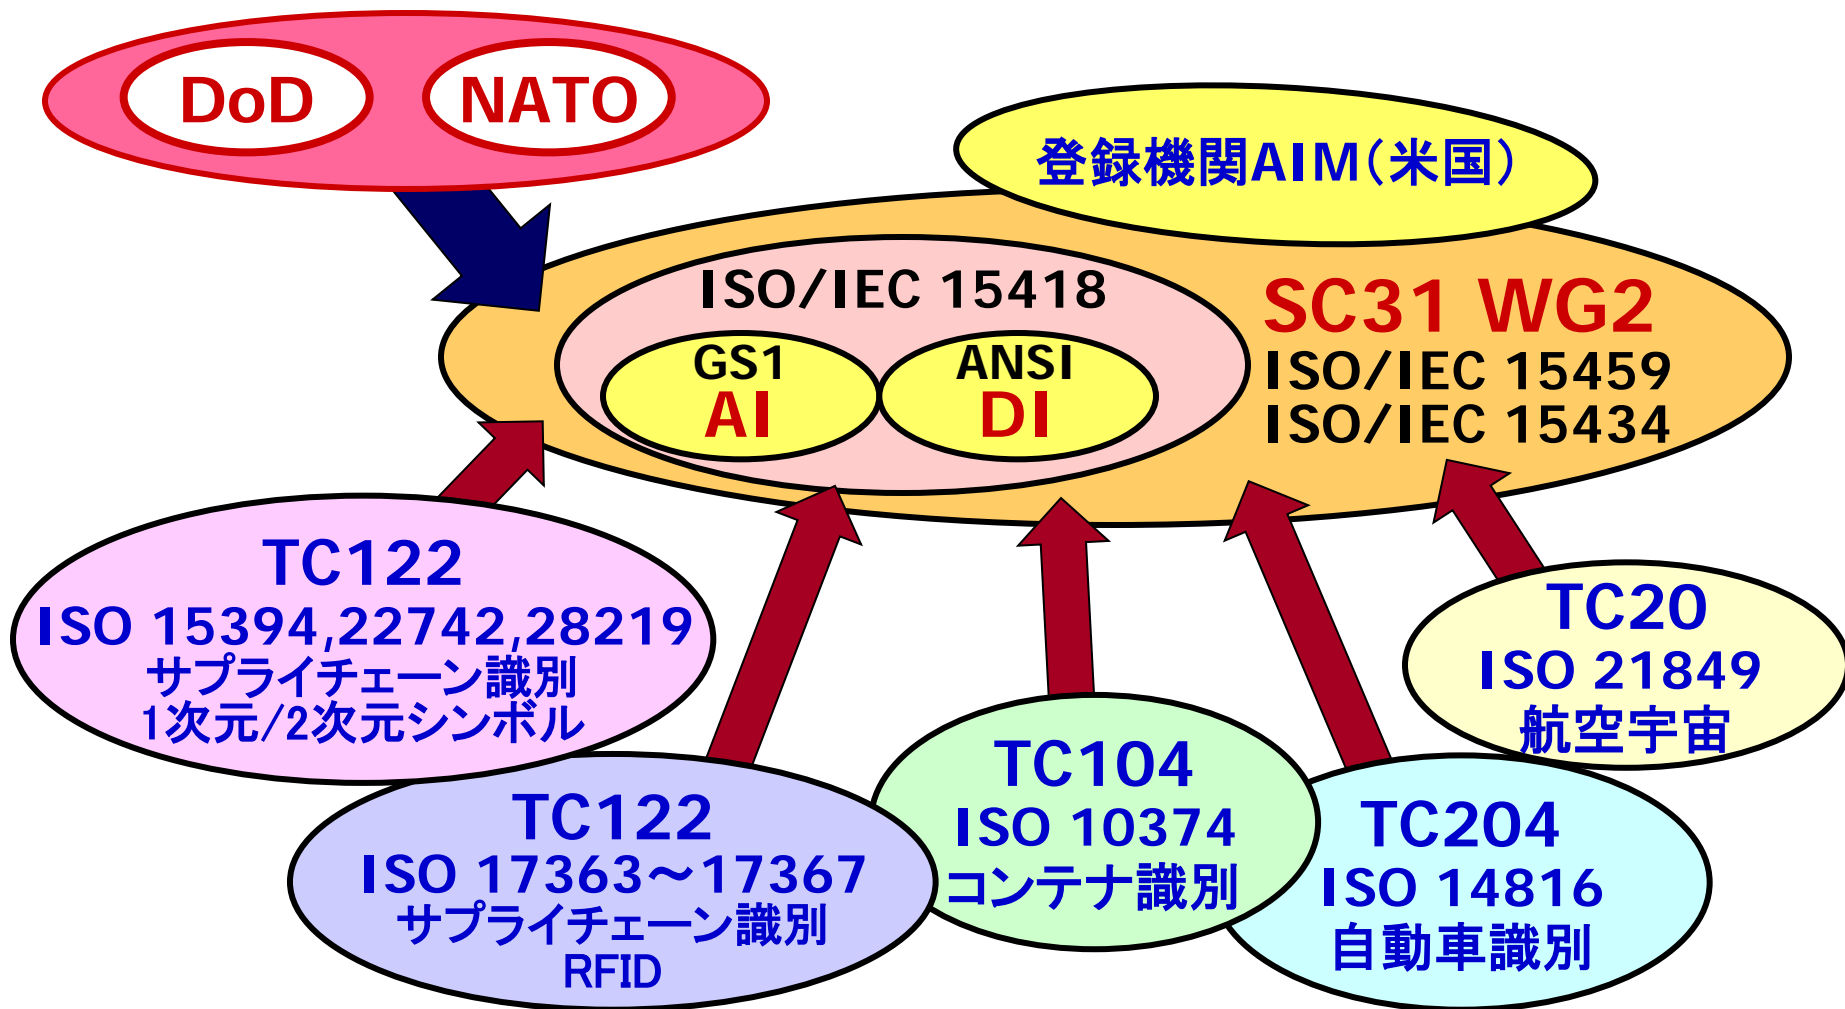 DoD
NATO
登録機関AIM(米国)
ISO/IEC 15418
GS1
AI
ANSI
DI
SC31 WG2
ISO/IEC 15459
ISO/IEC 15434
TC122
ISO 15394,22742,28219
サプライチェーン識別
1次元/2次元シンボル
TC122
ISO 17363～17367
サプライチェーン識別
RFID
TC104
ISO 10374
コンテナ識別
TC204
ISO 14816
自動車識別
TC20
ISO 21849
航空宇宙